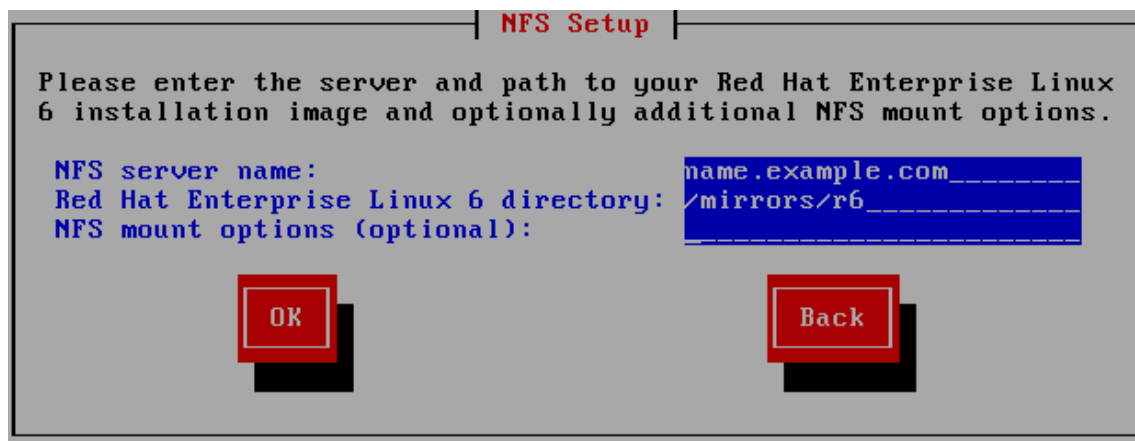 NFS Setup
Please enter the server and path to your Red Hat Enterprise Linux
6 installation image and optionally additional NFS mount options.
NFS server name: name.example.com________
Red Hat Enterprise Linux 6 directory: /mirrors/r6_____________
NFS mount options (optional): ________________________
OK Back